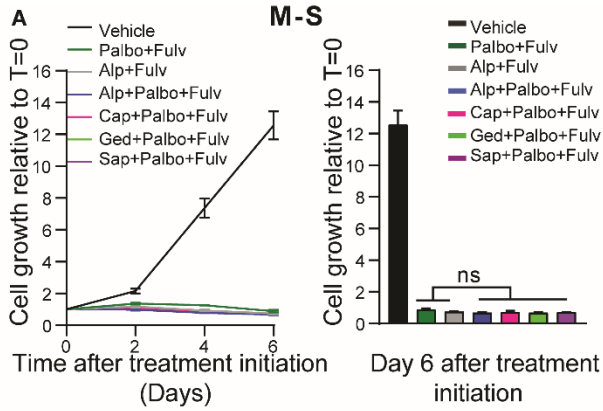 A
M-S
Vehicle
Palbo+Fulv
Alp+Fulv
Alp+Palbo+Fulv
Cap+Palbo+Fulv
Ged+Palbo+Fulv
Sap+Palbo+Fulv
Cell growth relative to T=0
16
14
12
10
8
6
4
2
1
0
0
2
4
6
Time after treatment initiation
(Days)
Vehicle
Palbo+Fulv
Alp+Fulv
Alp+Palbo+Fulv
Cap+Palbo+Fulv
Ged+Palbo+Fulv
Sap+Palbo+Fulv
Cell growth relative to T=0
16
14
12
10
8
6
4
2
0
ns
Day 6 after treatment
initiation